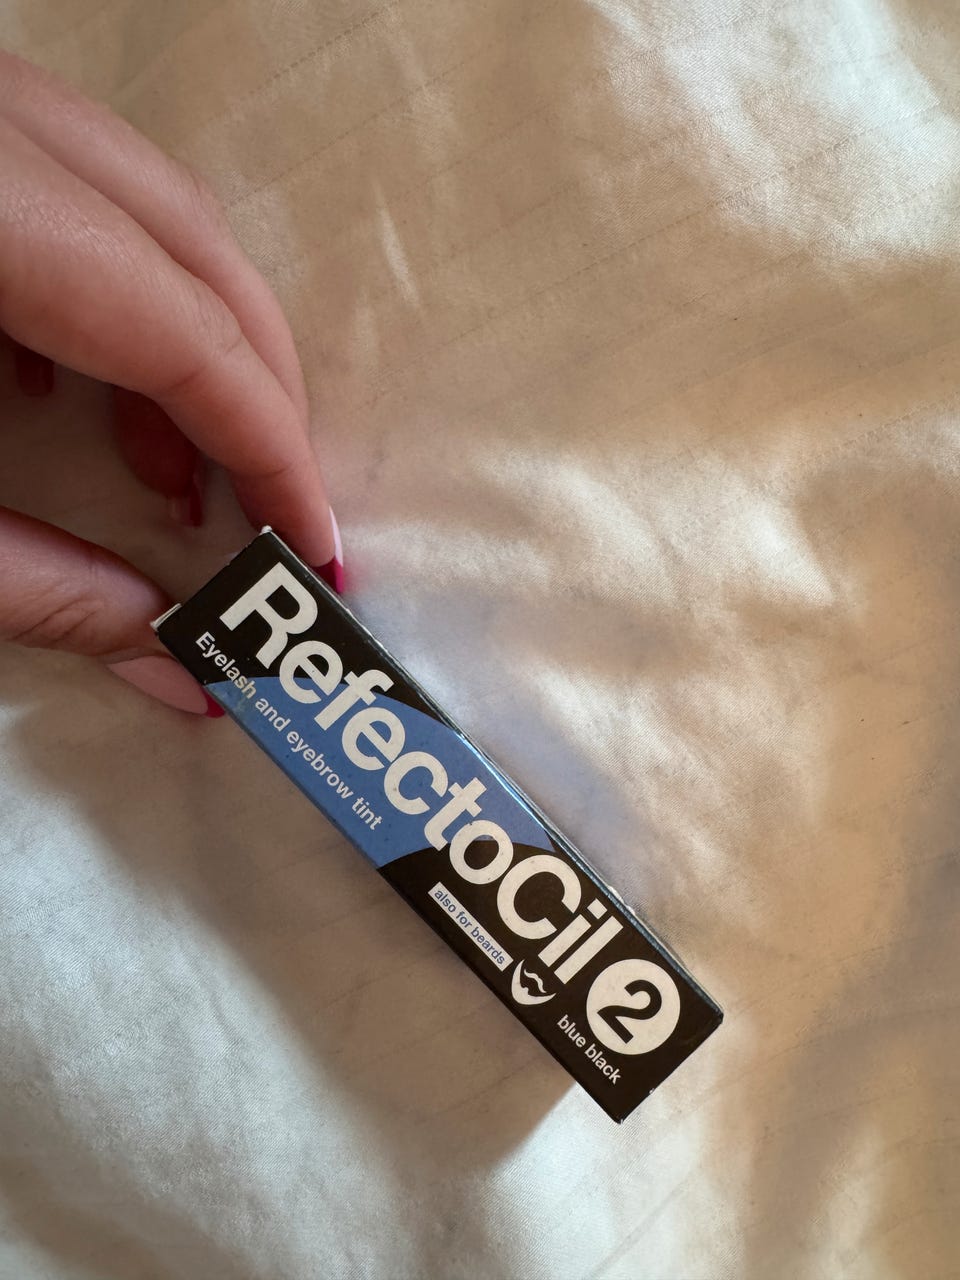 RefectoCil 2
Eyelash and eyebrow tint
also for beards
blue black